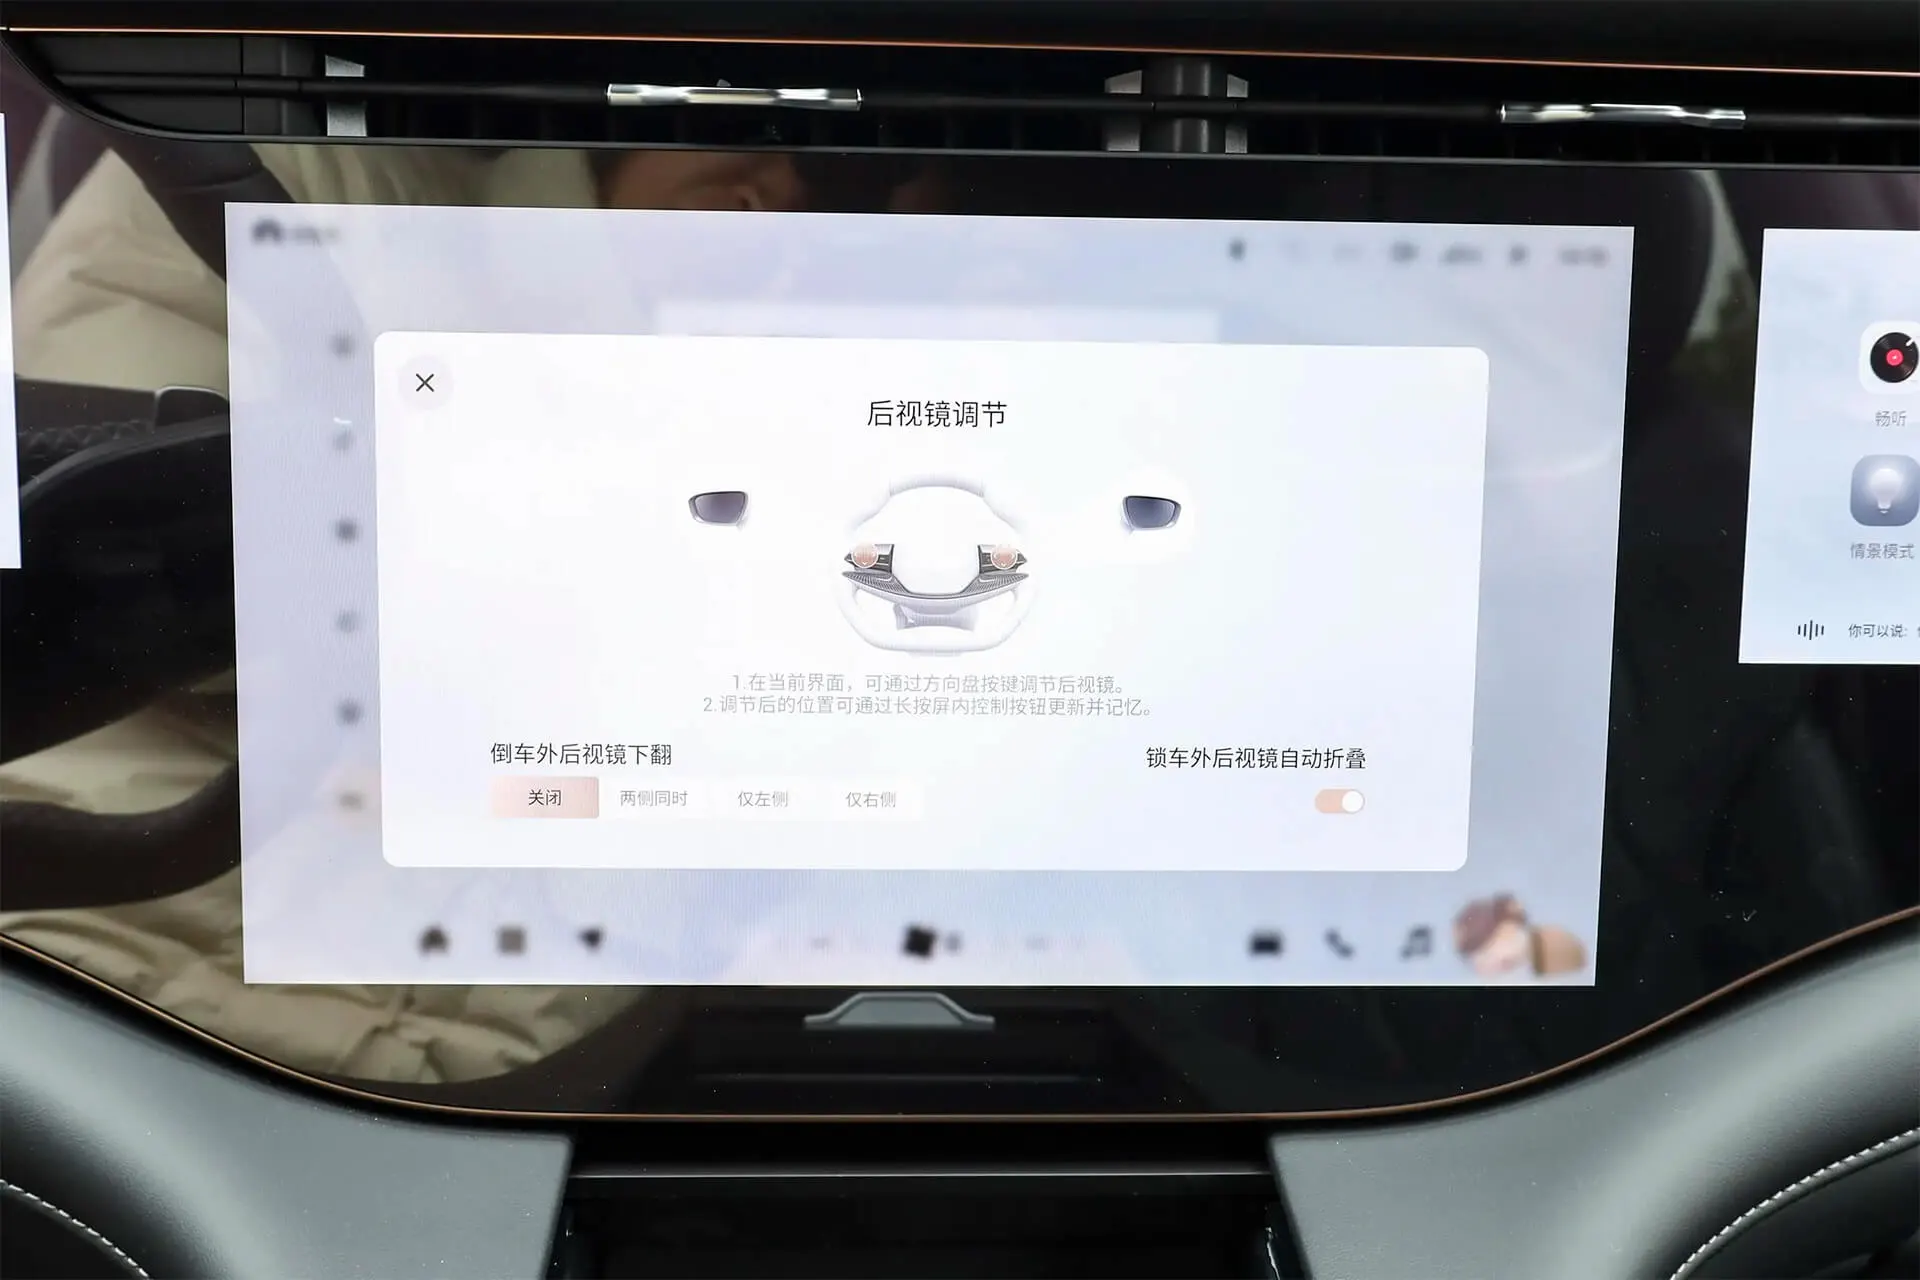 后视镜调节
1.在当前界面，可通过方向盘按键调节后视镜。
2.调节后的位置可通过长按屏内控制按钮更新并记忆。
倒车外后视镜下翻
关闭 两侧同时 仅左侧 仅右侧
锁车外后视镜自动折叠
畅听
情景模式
你可以说: